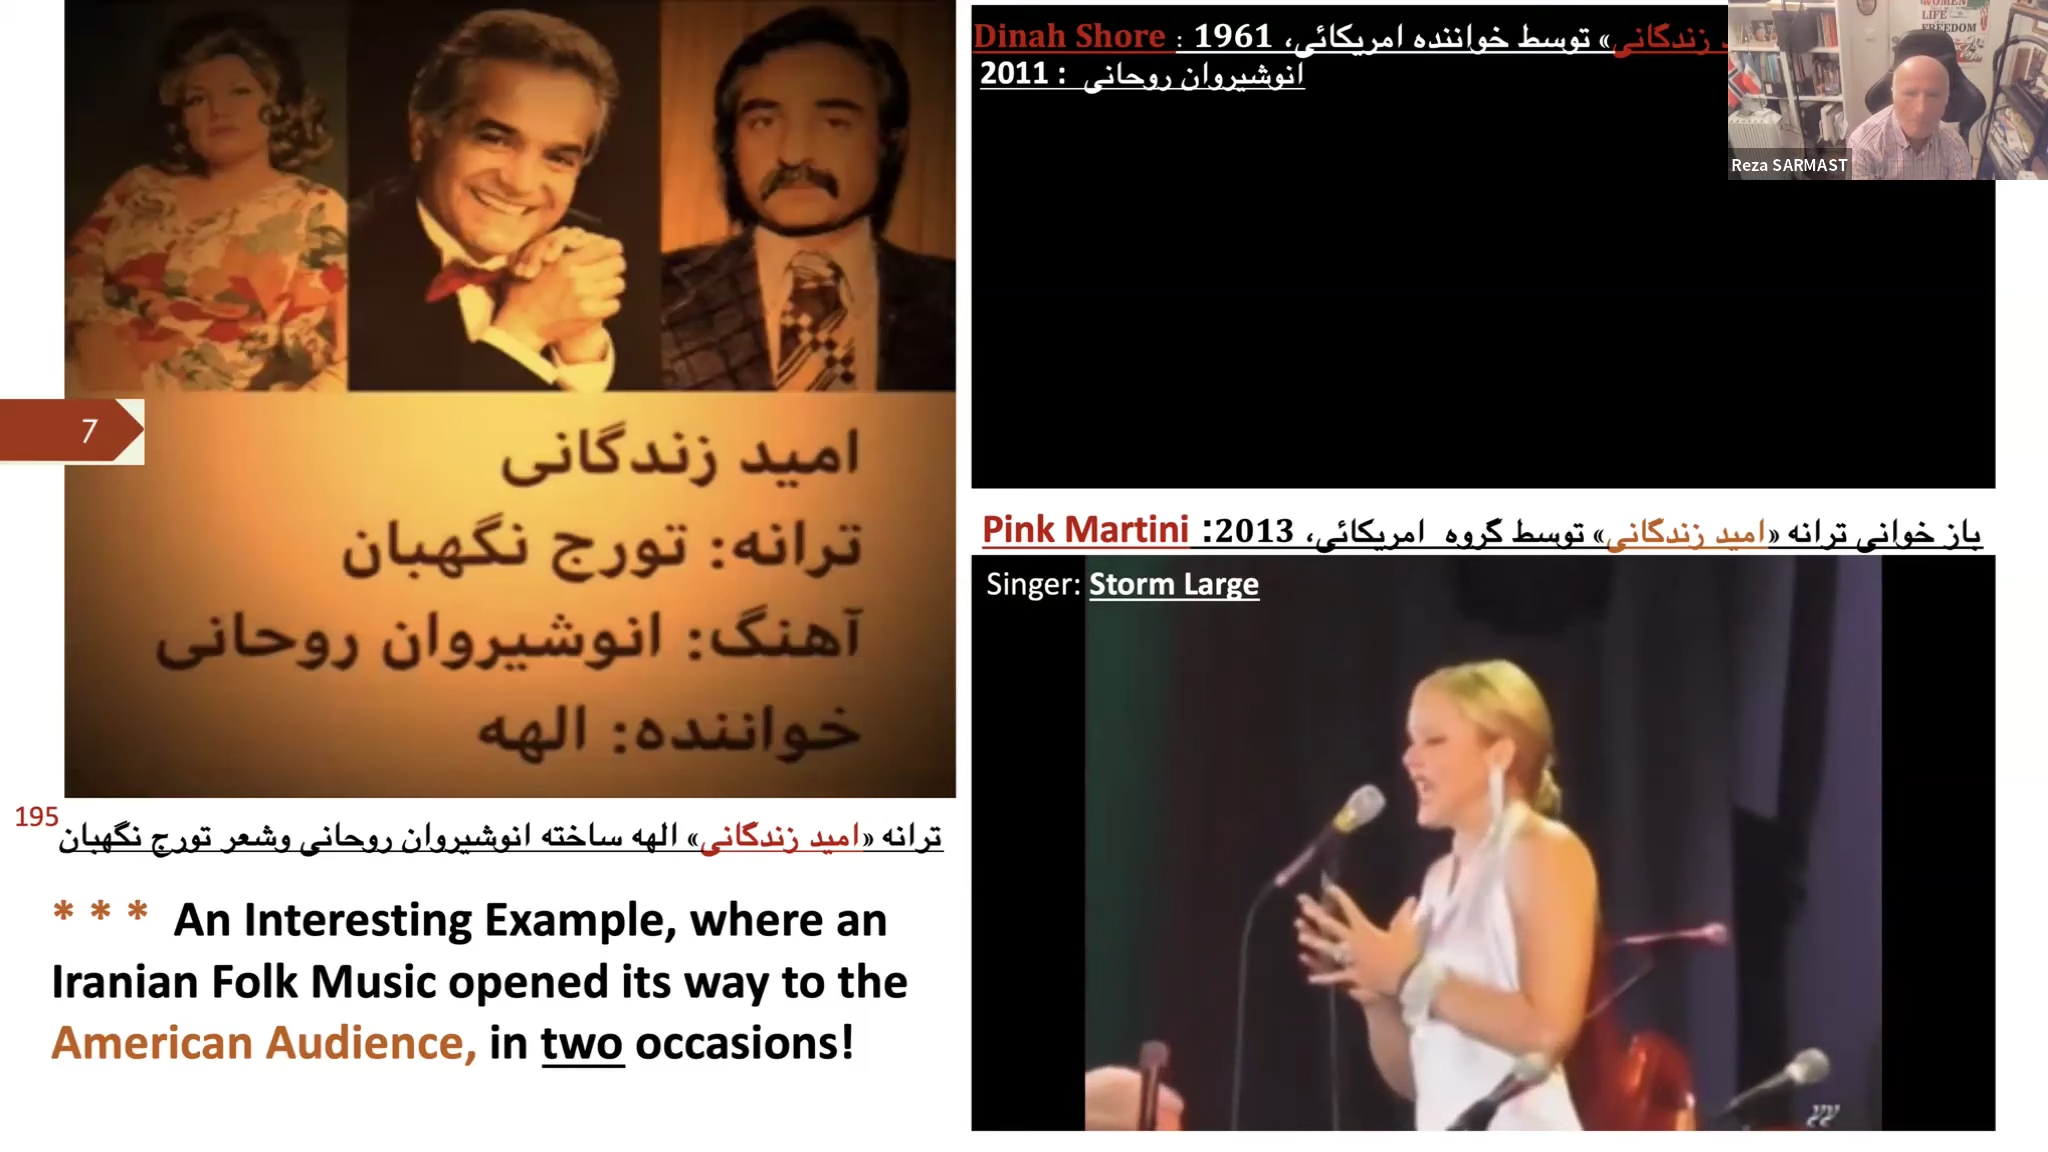 7
امید زندگانی
ترانه: تورج نگهبان
آهنگ: انوشیروان روحانی
خواننده: الهه
195
ترانه «امید زندگانی» الهه ساخته انوشیروان روحانی وشعر تورج نگهبان
* * * An Interesting Example, where an
Iranian Folk Music opened its way to the
American Audience, in two occasions!
زندگانی» توسط خواننده امریکائی، 1961 : Dinah Shore
انوشیروان روحانی : 2011
WOMEN
LIFE
FREEDOM
Reza SARMAST
باز خوانی ترانه «امید زندگانی» توسط گروه امریکائی، 2013: Pink Martini
Singer: Storm Large